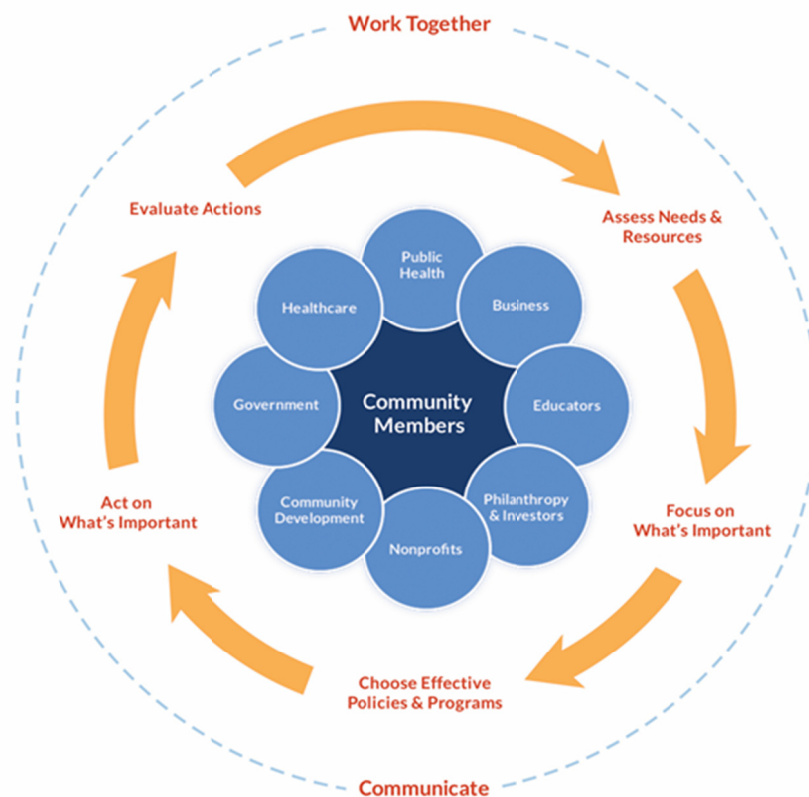 Work Together
Evaluate Actions
Assess Needs &
Resources
Public
Health
Healthcare
Business
Government
Community
Members
Educators
Community
Development
Philanthropy
& Investors
Nonprofits
Act on
What's Important
Focus on
What's Important
Choose Effective
Policies & Programs
Communicate